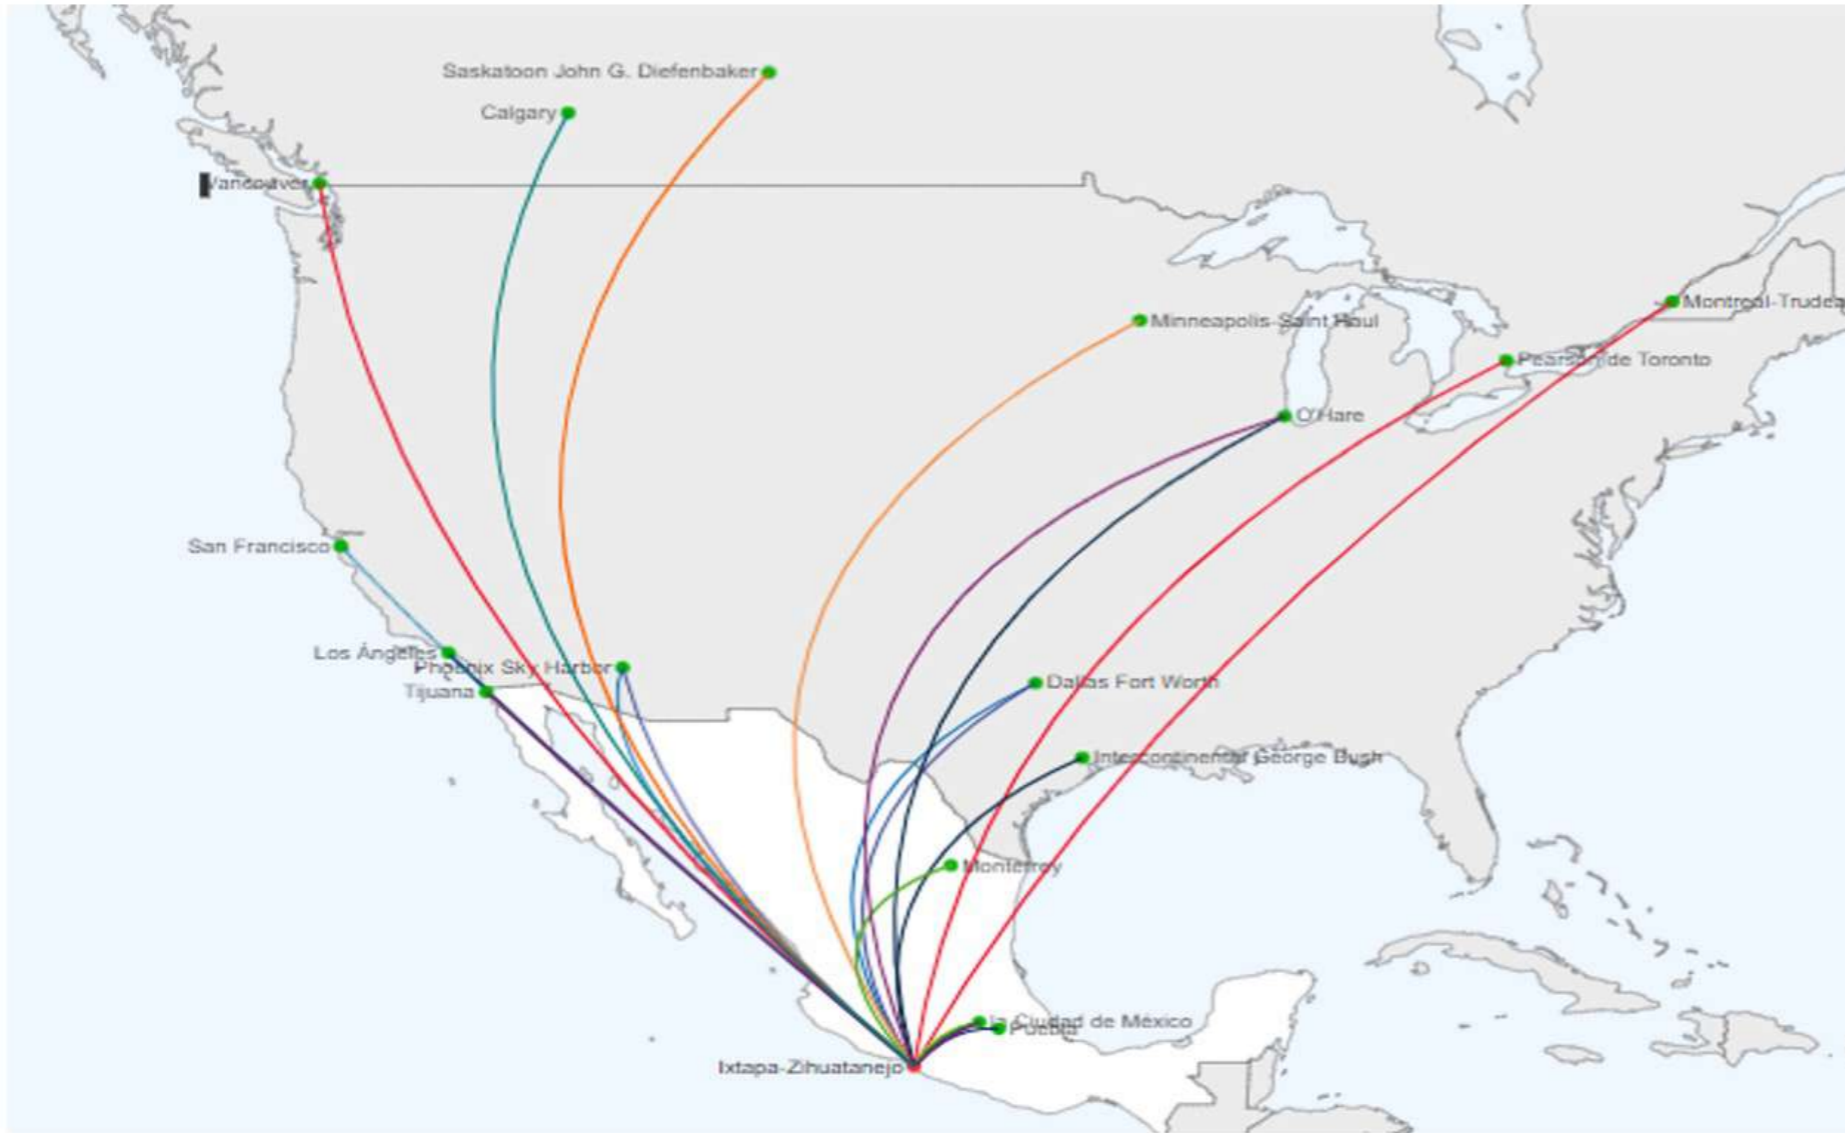 Saskatoon John G. Diefenbaker
Calgary
Vancouver
Montreal-Trudea
Minneapolis-Saint Paul
Pearson de Toronto
O'Hare
San Francisco
Los Ángeles
Phoenix Sky Harbor
Dallas Fort Worth
Tijuana
Intercontinental George Bush
Monterrey
la Ciudad de México
Puebla
Ixtapa-Zihuatanejo